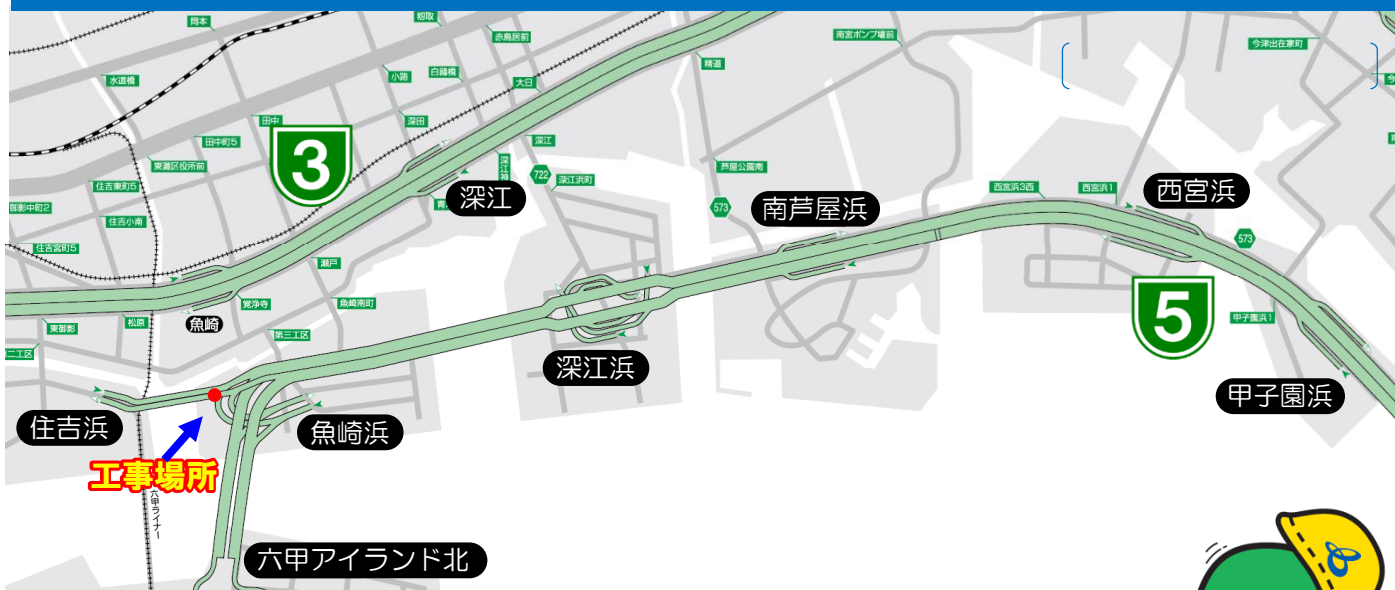 岡本
初取
赤鳥居前
南宮ポンプ場前
今津出在家町
水道橋
小路
白鶴橋
大日
精道
田中
深田
田中町5
深江
東灘区役所前
3
722
深江浜町
芦屋公園南
住吉東町5
深江
573
西宮浜3西
西宮浜1
西宮浜
御影中町2
住吉小南
南芦屋浜
573
住吉宮町5
瀬戸
覚浄寺
魚崎南町
5
東御影
松原
魚崎
第三工区
甲子園浜1
二工区
深江浜
甲子園浜
住吉浜
魚崎浜
工事場所
六甲ライナー
六甲アイランド北